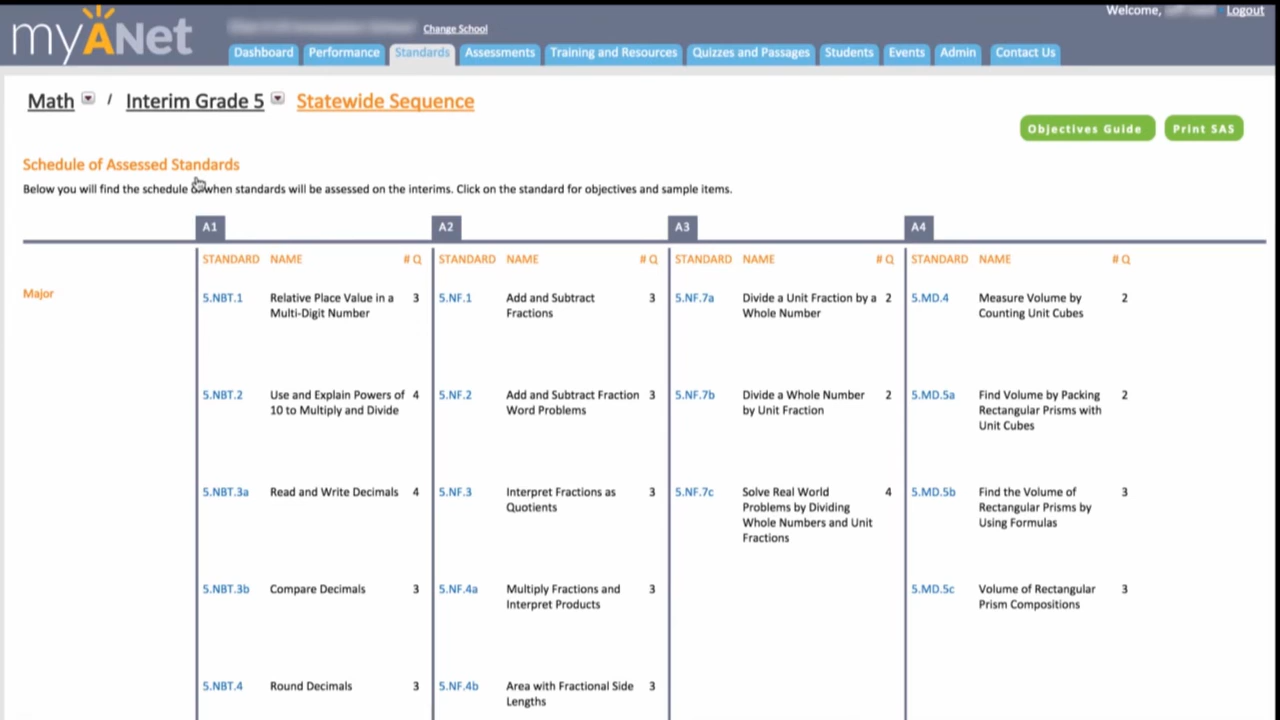 myANet
Change School
Welcome,
Logout
Dashboard
Performance
Standards
Assessments
Training and Resources
Quizzes and Passages
Students
Events
Admin
Contact Us
Math / Interim Grade 5 Statewide Sequence
Objectives Guide
Print SAS
Schedule of Assessed Standards
Below you will find the schedule when standards will be assessed on the interims. Click on the standard for objectives and sample items.
A1
A2
A3
A4
STANDARD NAME # Q
STANDARD NAME # Q
STANDARD NAME # Q
STANDARD NAME # Q
Major
5.NBT.1 Relative Place Value in a 3
Multi-Digit Number
5.NF.1 Add and Subtract 3
Fractions
5.NF.7a Divide a Unit Fraction by a 2
Whole Number
5.MD.4 Measure Volume by 2
Counting Unit Cubes
5.NBT.2 Use and Explain Powers of 4
10 to Multiply and Divide
5.NF.2 Add and Subtract Fraction 3
Word Problems
5.NF.7b Divide a Whole Number 2
by Unit Fraction
5.MD.5a Find Volume by Packing 2
Rectangular Prisms with
Unit Cubes
5.NBT.3a Read and Write Decimals 4
5.NF.3 Interpret Fractions as 3
Quotients
5.NF.7c Solve Real World 4
Problems by Dividing
Whole Numbers and Unit
Fractions
5.MD.5b Find the Volume of 3
Rectangular Prisms by
Using Formulas
5.NBT.3b Compare Decimals 3
5.NF.4a Multiply Fractions and 3
Interpret Products
5.MD.5c Volume of Rectangular 3
Prism Compositions
5.NBT.4 Round Decimals 3
5.NF.4b Area with Fractional Side 3
Lengths